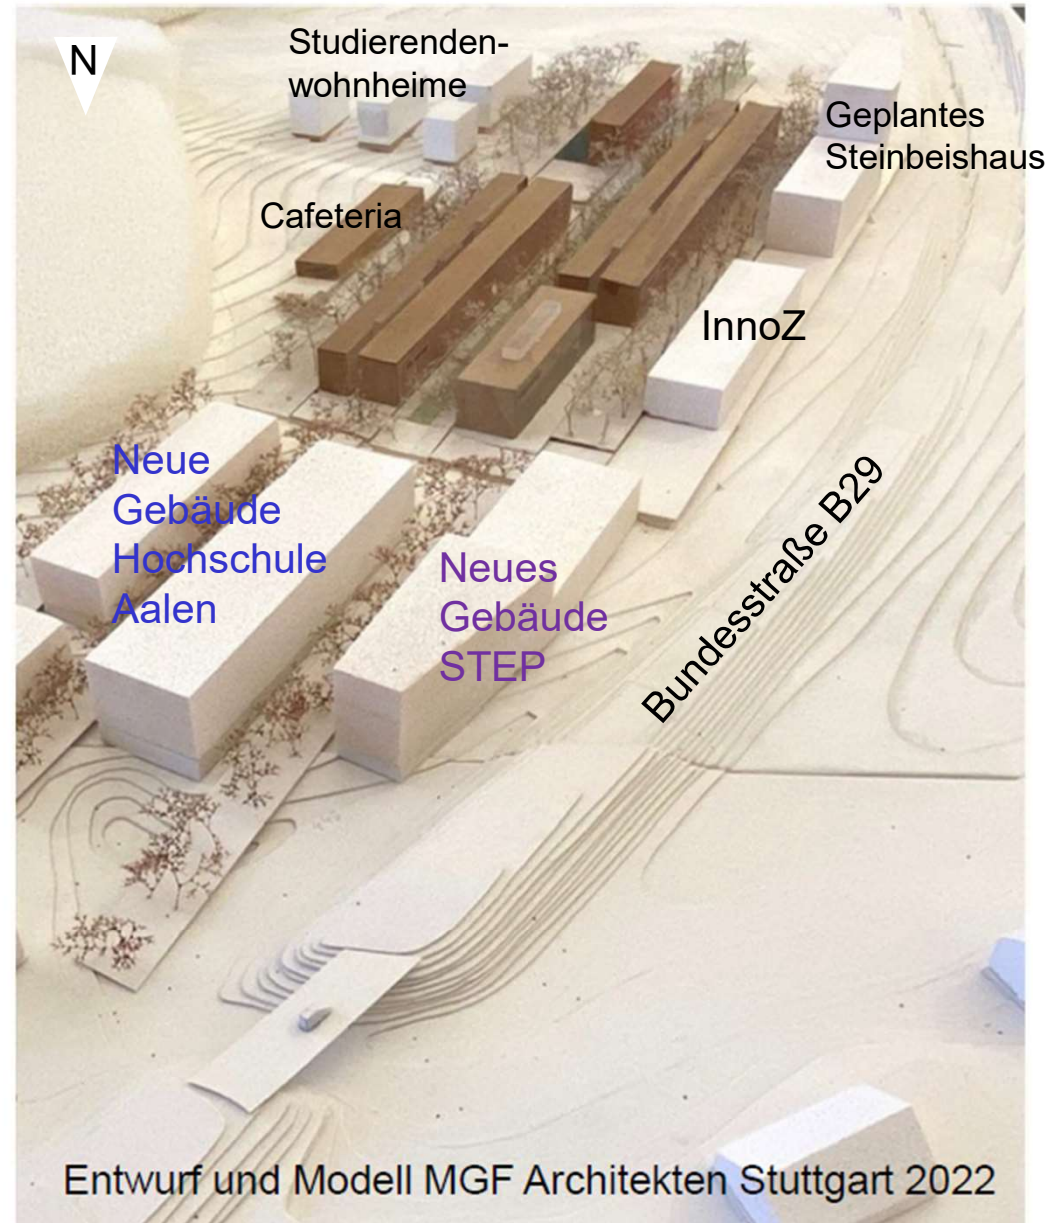 N
Studierenden-
wohnheime
Geplantes
Steinbeishaus
Cafeteria
InnoZ
Neue
Gebäude
Hochschule
Aalen
Neues
Gebäude
STEP
Bundesstraße B29
Entwurf und Modell MGF Architekten Stuttgart 2022